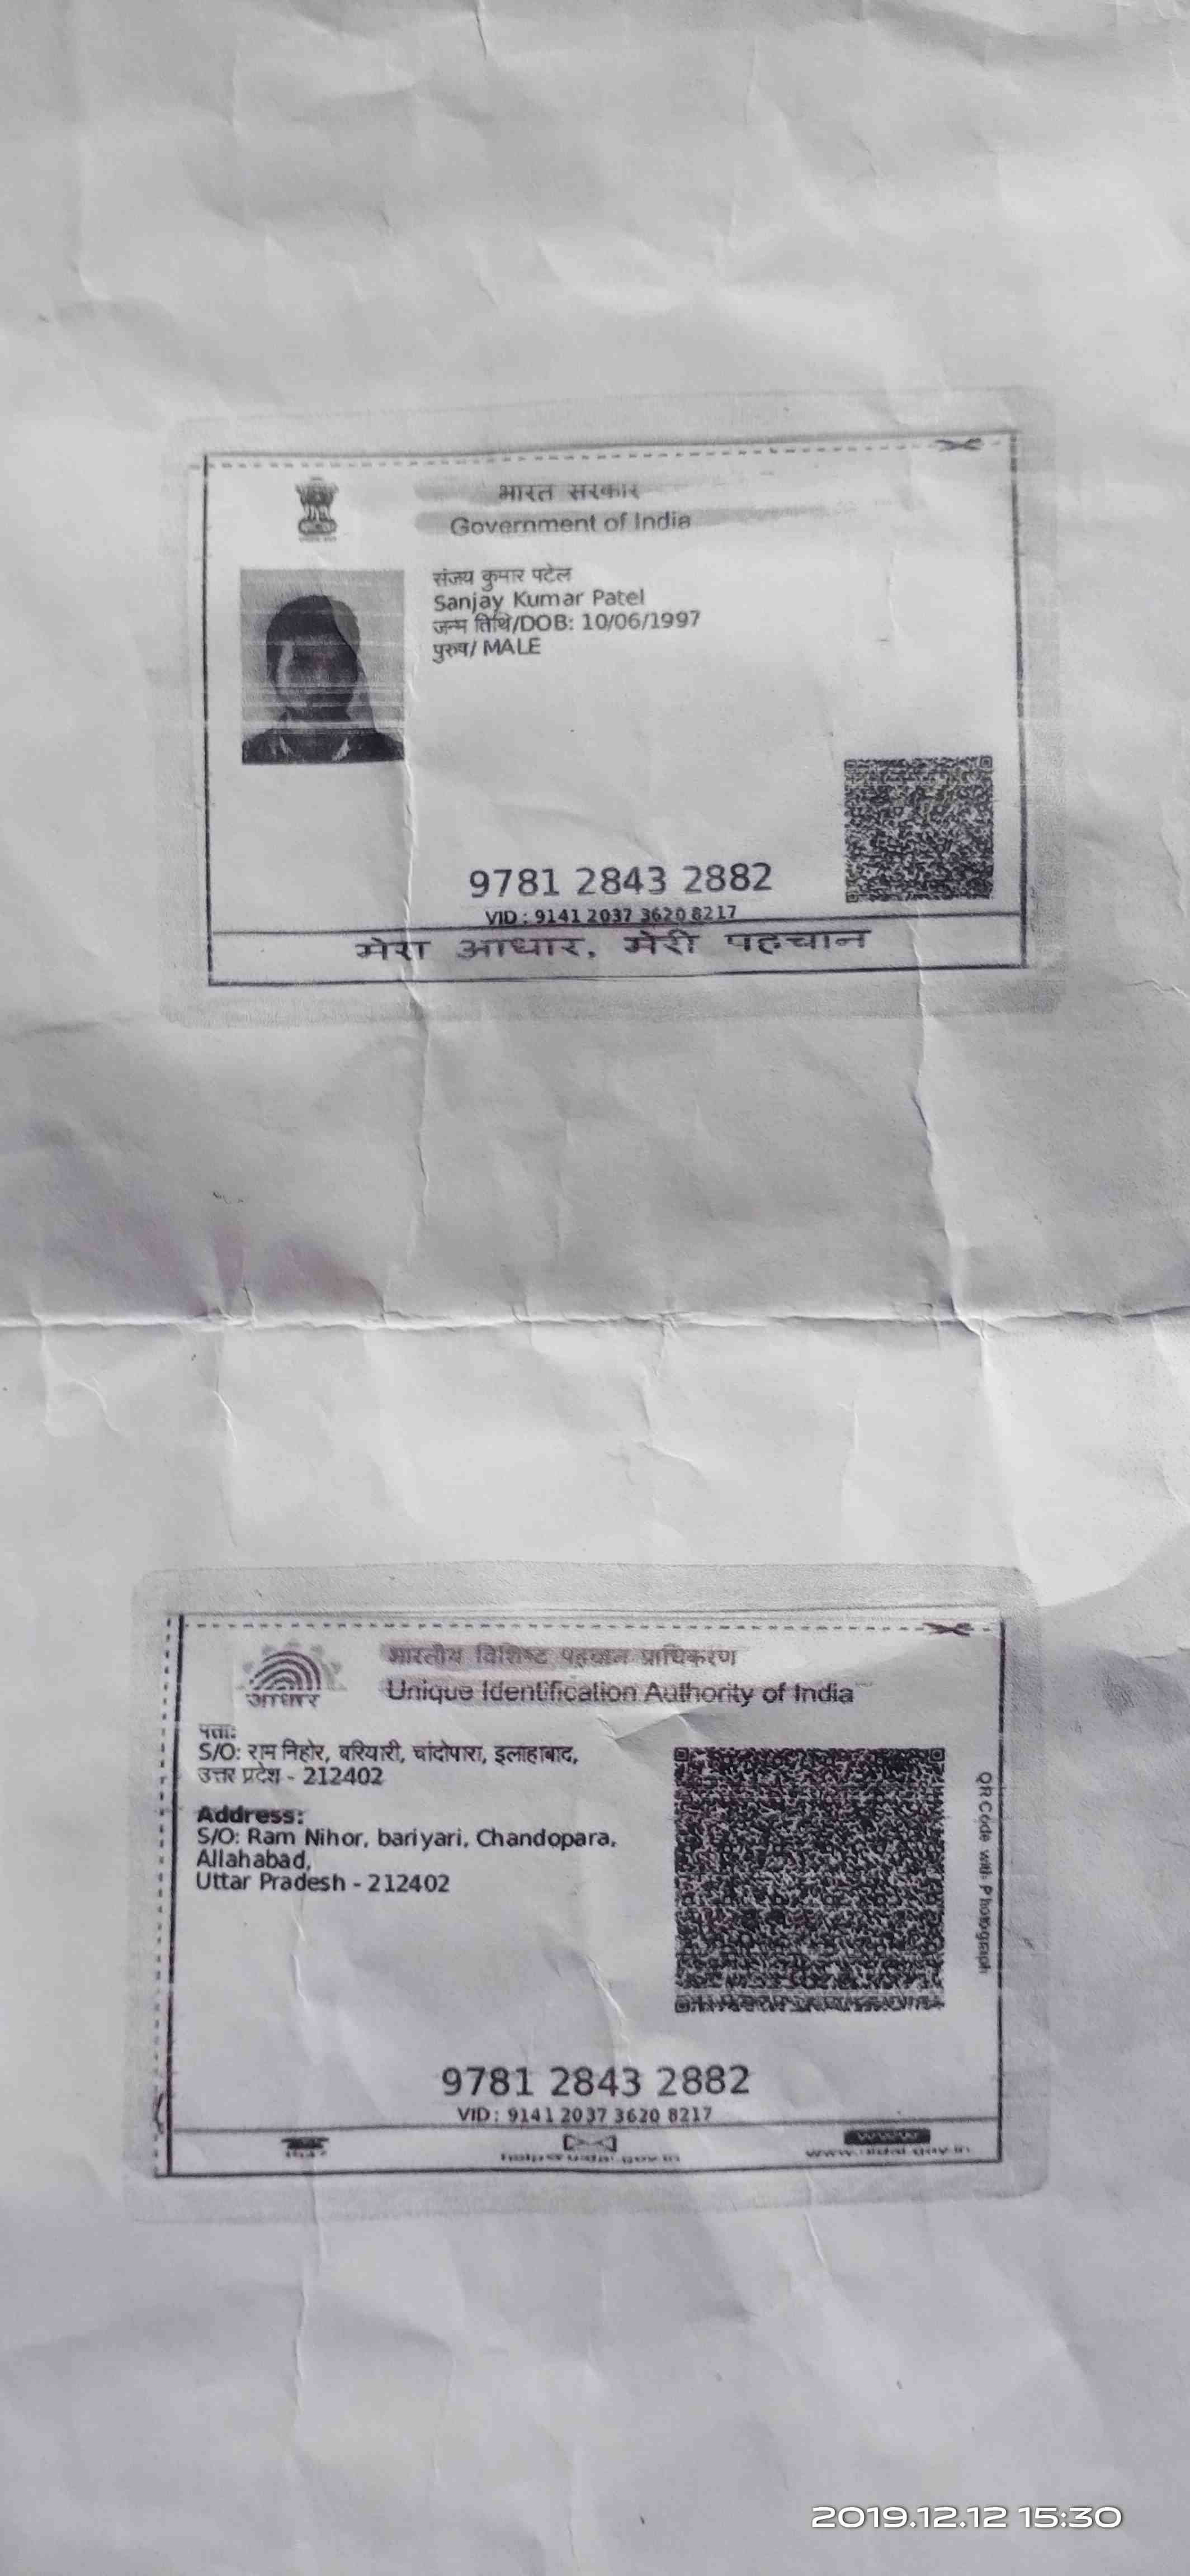 भारत सरकार
Government of India
संजय कुमार पटेल
Sanjay Kumar Patel
जन्म तिथि/DOB: 10/06/1997
पुरुष/ MALE
9781 2843 2882
VID : 9141 2037 3620 8217
मेरा आधार, मेरी पहचान
भारतीय विशिष्ट पहचान प्राधिकरण
Unique Identification Authority of India
आधार
पता:
S/O: राम निहोर, बरियारी, चांदोपारा, इलाहाबाद,
उत्तर प्रदेश - 212402
Address:
S/O: Ram Nihor, bariyari, Chandopara,
Allahabad,
Uttar Pradesh - 212402
QR Code with Photograph
9781 2843 2882
VID : 9141 2037 3620 8217
1947
help@uidai.gov.in
www.uidai.gov.in
2019.12.12 15:30